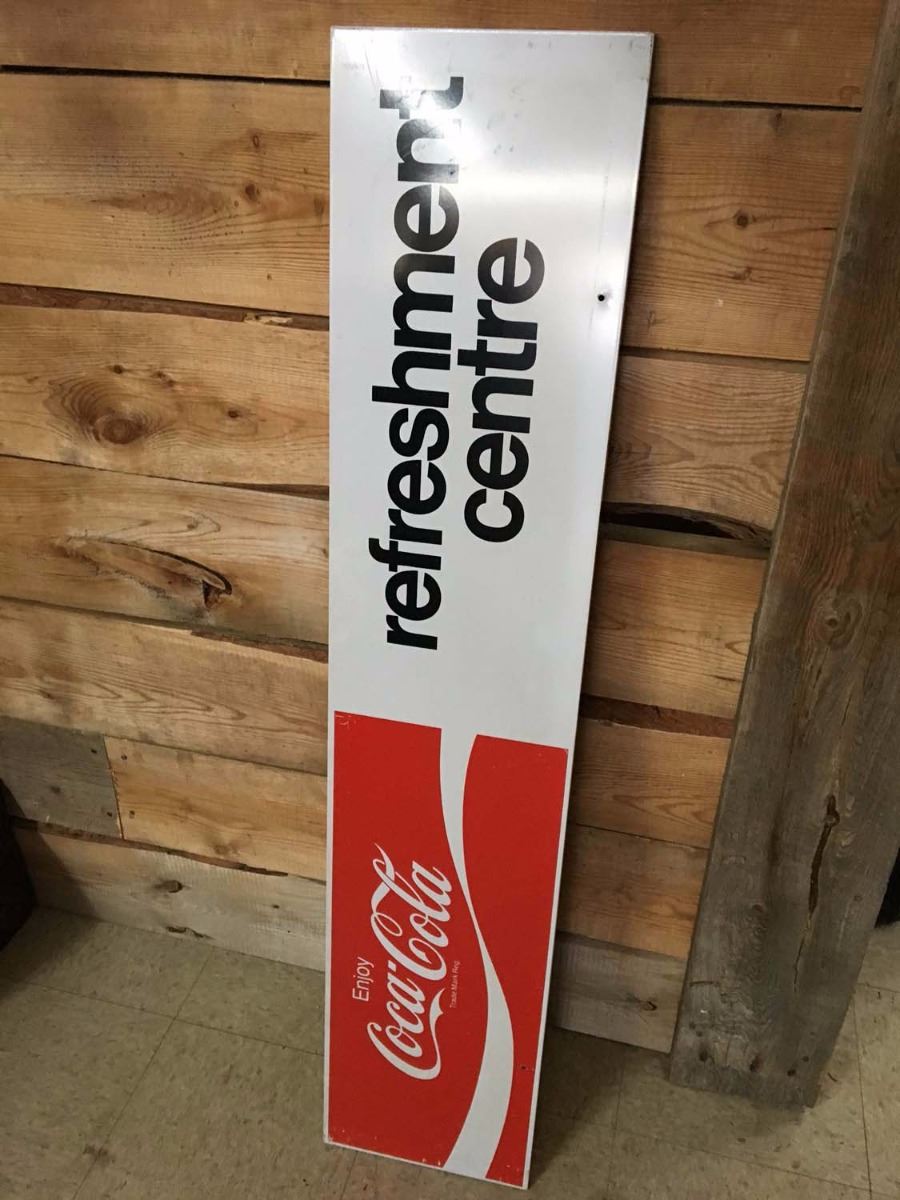 Enjoy
Coca-Cola
Trade Mark Reg.
refreshment
centre